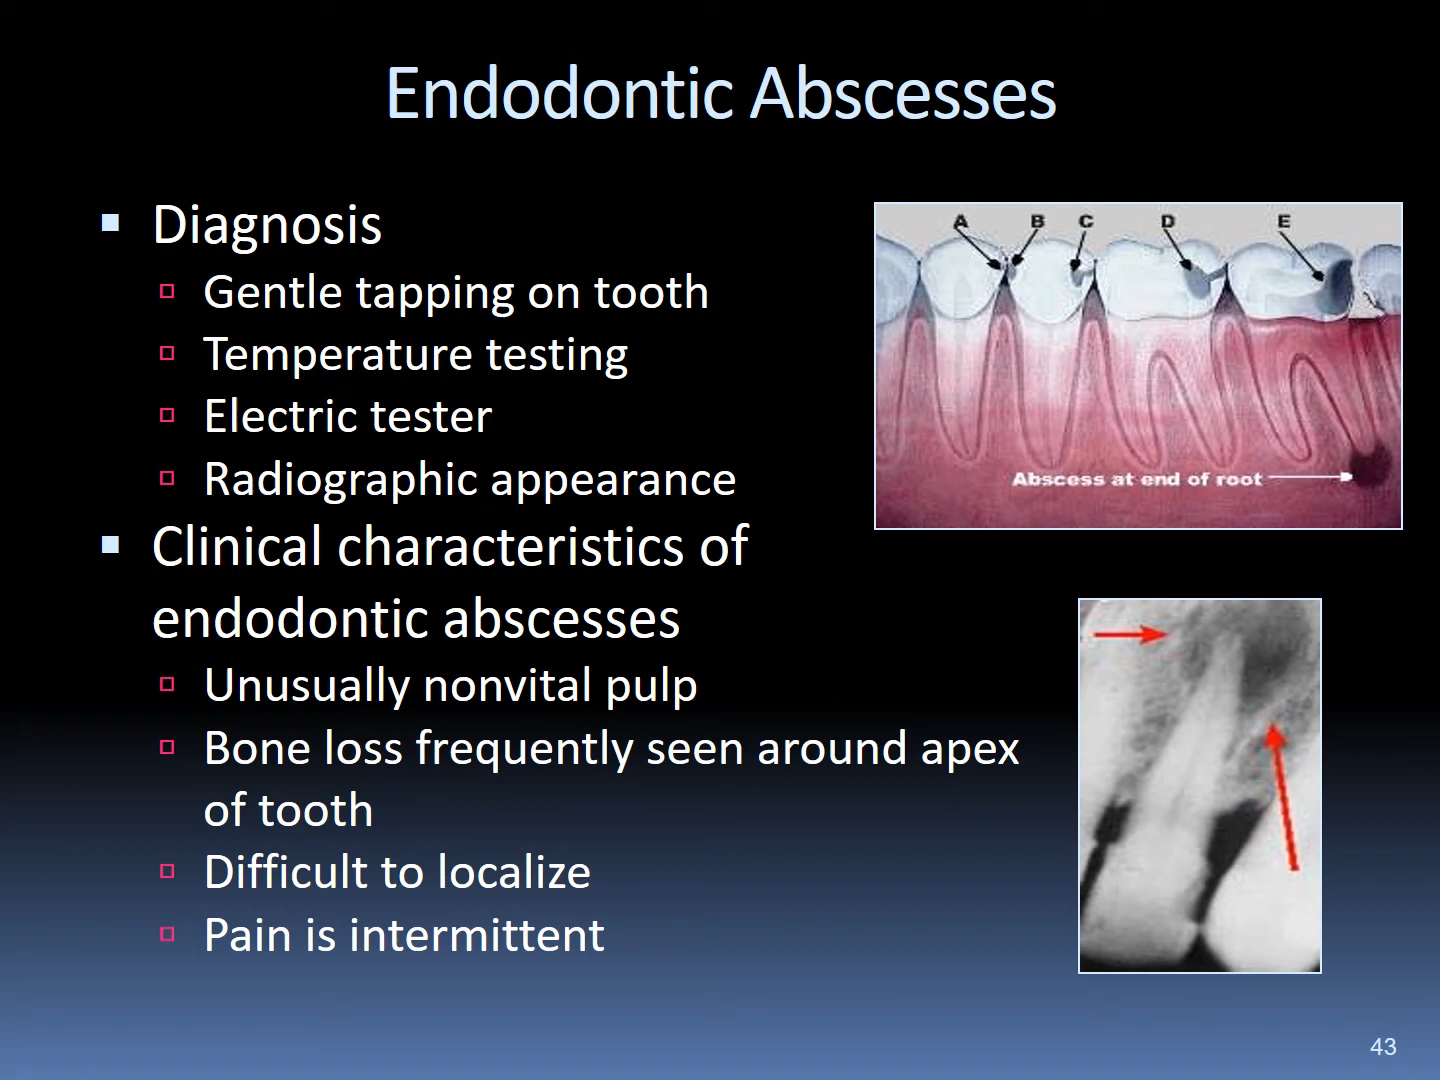 Endodontic Abscesses
Diagnosis
Gentle tapping on tooth
Temperature testing
Electric tester
Radiographic appearance
Clinical characteristics of
endodontic abscesses
Unusually nonvital pulp
Bone loss frequently seen around apex
of tooth
Difficult to localize
Pain is intermittent
A B C D E
Abscess at end of root
43